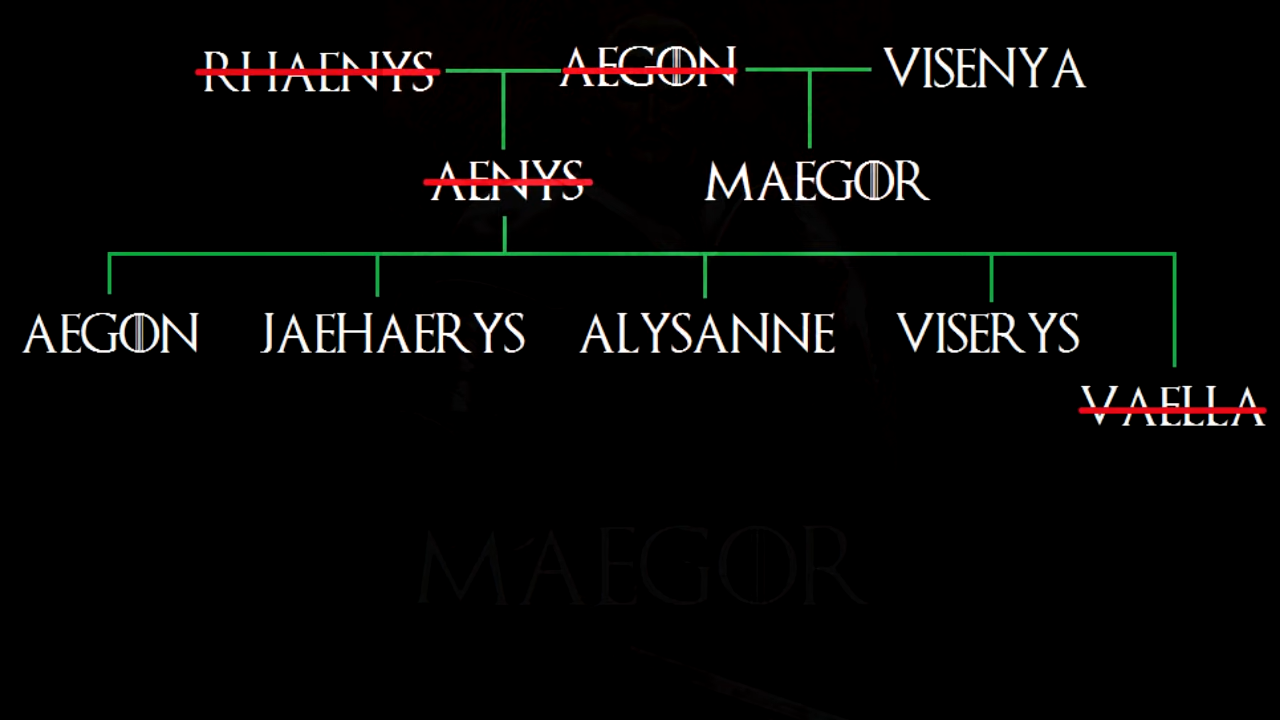 RHAENYS AEGON VISENYA
AENYS MAEGOR
AEGON JAEHAERYS ALYSANNE VISERYS
VAELLA
MAEGOR